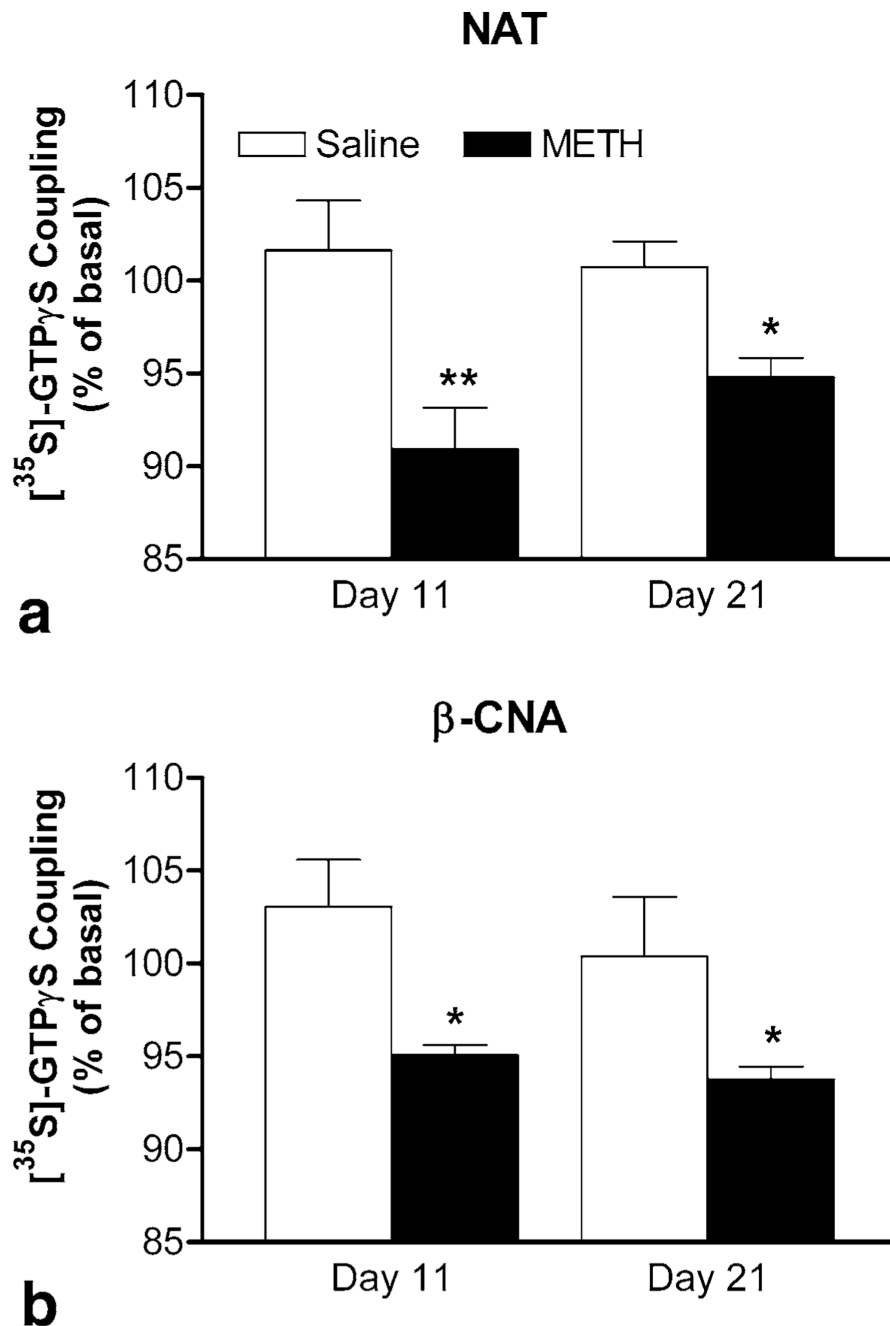 NAT
[³⁵S]-GTPγS Coupling
(% of basal)
110
105
100
95
90
85
Saline
METH
**
*
Day 11
Day 21
a
β-CNA
[³⁵S]-GTPγS Coupling
(% of basal)
110
105
100
95
90
85
*
*
Day 11
Day 21
b